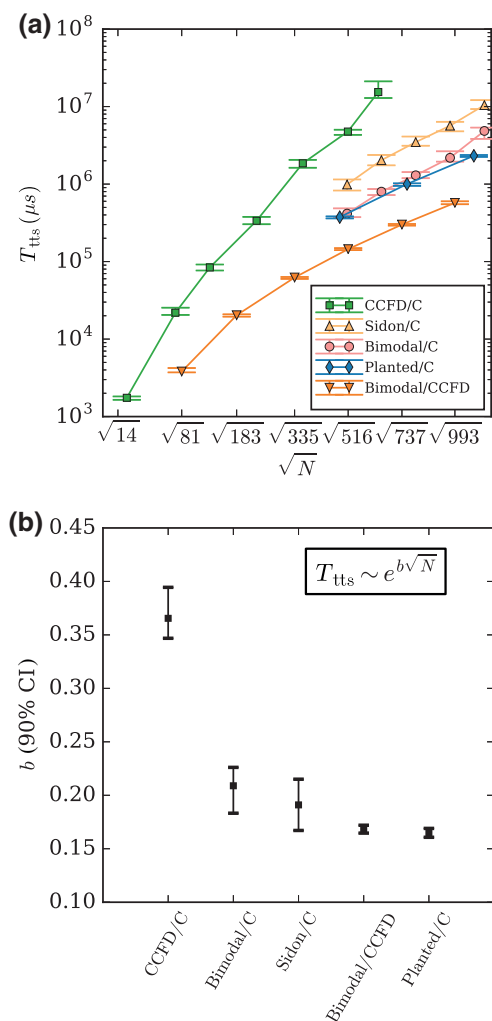 (a)
10^8
10^7
10^6
10^5
10^4
10^3
T_tts (μs)
CCFD/C
Sidon/C
Bimodal/C
Planted/C
Bimodal/CCFD
√14 √81 √183 √335 √516 √737 √993
√N
(b)
0.45
0.40
0.35
0.30
0.25
0.20
0.15
0.10
b (90% CI)
T_tts ∼ e^{b√N}
CCFD/C
Bimodal/C
Sidon/C
Bimodal/CCFD
Planted/C